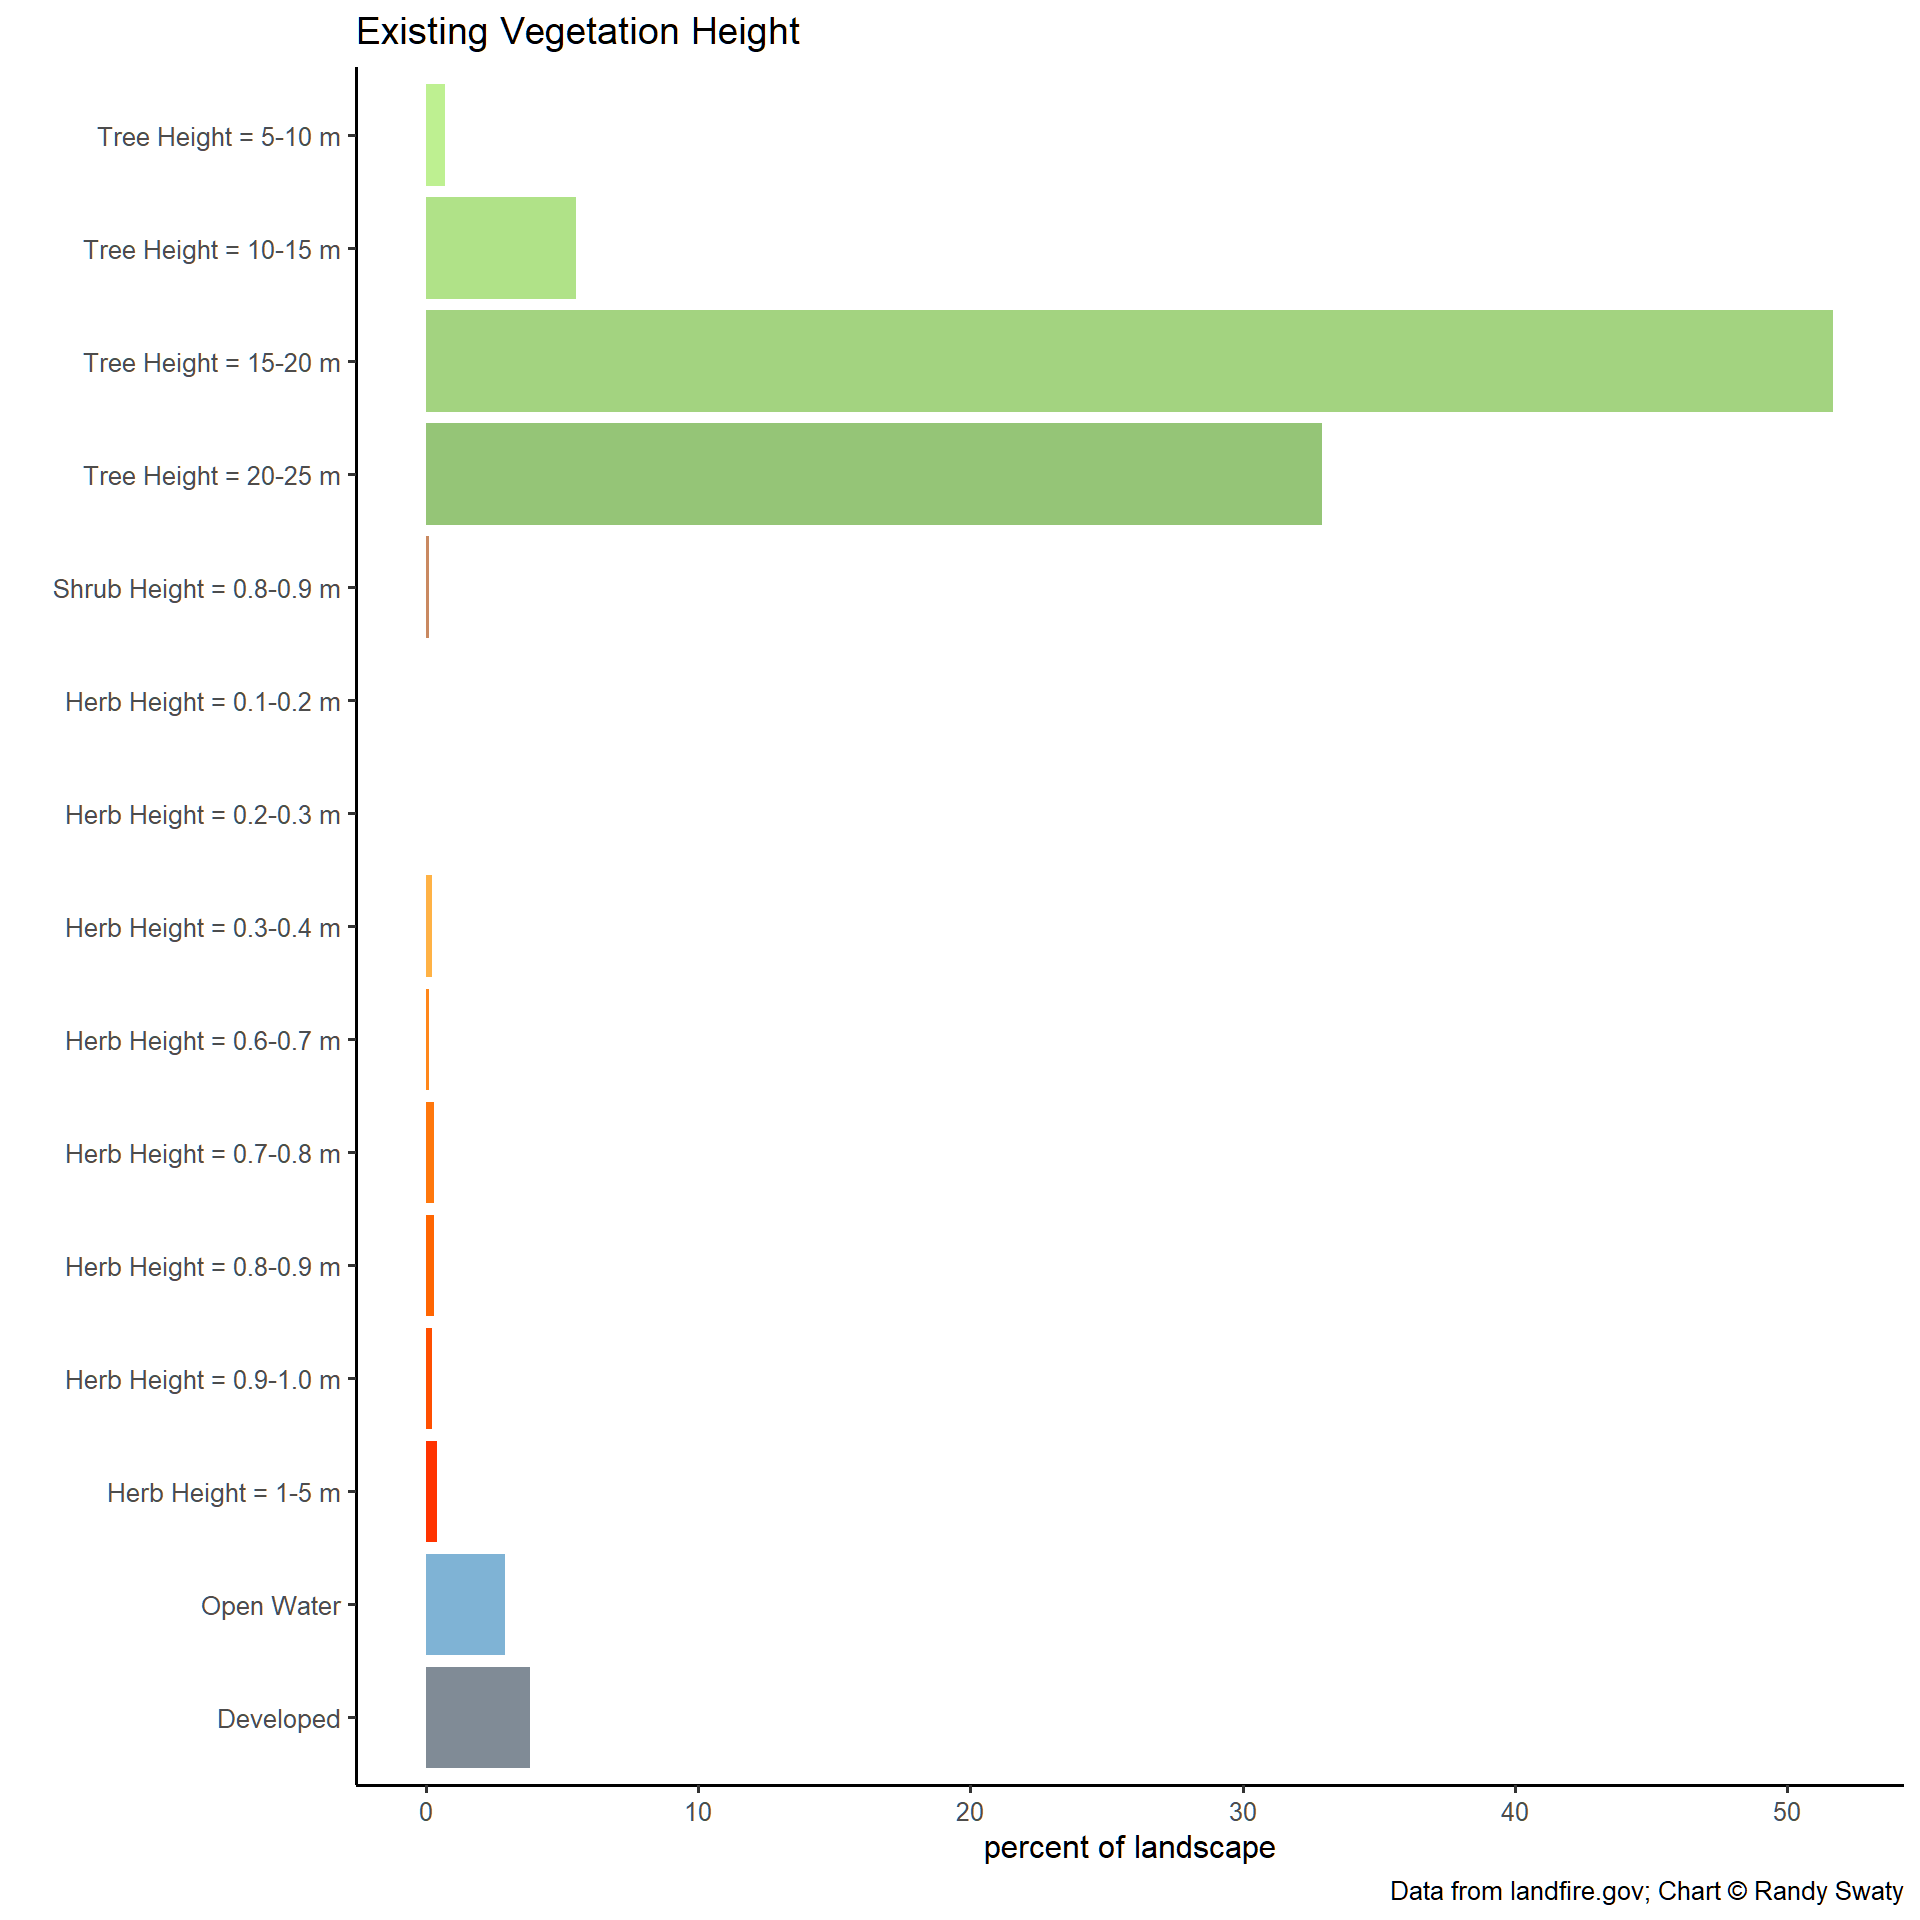 Existing Vegetation Height
Tree Height = 5-10 m
Tree Height = 10-15 m
Tree Height = 15-20 m
Tree Height = 20-25 m
Shrub Height = 0.8-0.9 m
Herb Height = 0.1-0.2 m
Herb Height = 0.2-0.3 m
Herb Height = 0.3-0.4 m
Herb Height = 0.6-0.7 m
Herb Height = 0.7-0.8 m
Herb Height = 0.8-0.9 m
Herb Height = 0.9-1.0 m
Herb Height = 1-5 m
Open Water
Developed
0 10 20 30 40 50
percent of landscape
Data from landfire.gov; Chart © Randy Swaty